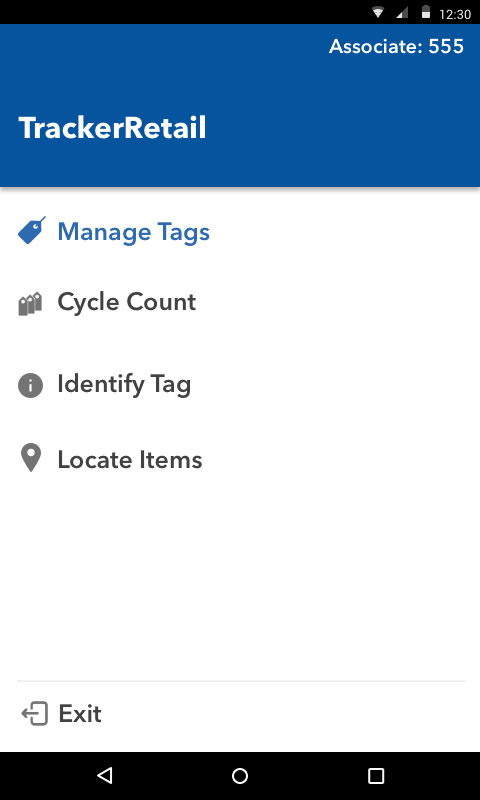 12:30
Associate: 555
TrackerRetail
Manage Tags
Cycle Count
Identify Tag
Locate Items
Exit